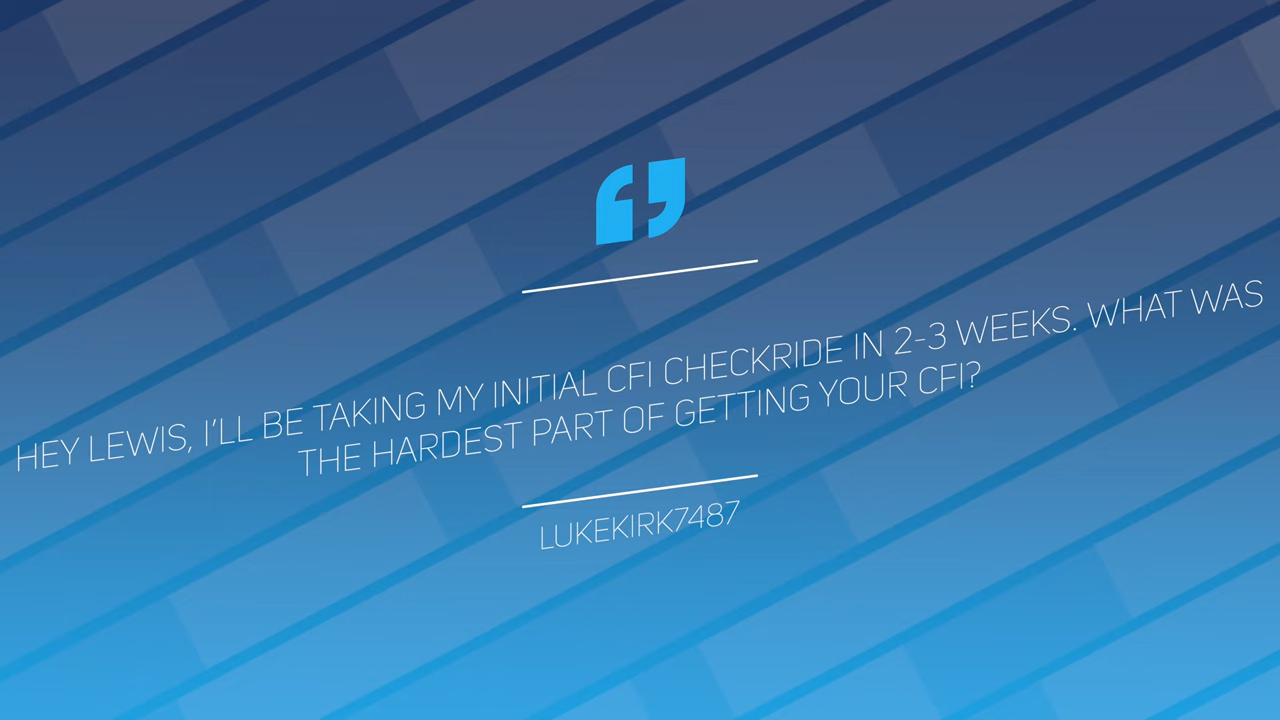 HEY LEWIS, I'LL BE TAKING MY INITIAL CFI CHECKRIDE IN 2-3 WEEKS. WHAT WAS
THE HARDEST PART OF GETTING YOUR CFI?
LUKEKIRK7487